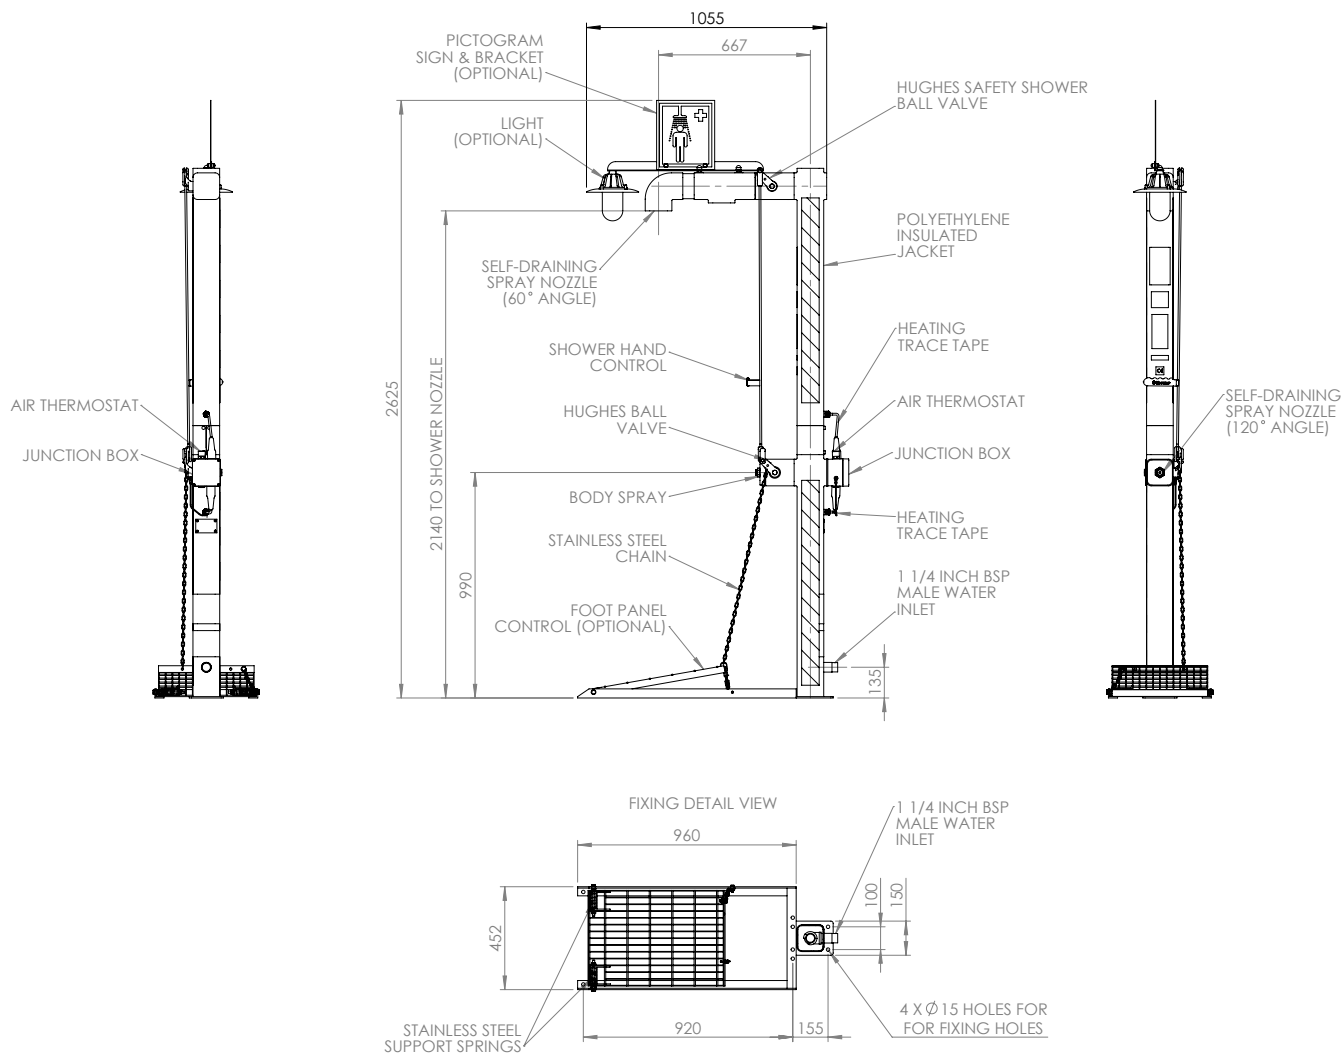 1055
667
PICTOGRAM
SIGN & BRACKET
(OPTIONAL)
HUGHES SAFETY SHOWER
BALL VALVE
LIGHT
(OPTIONAL)
POLYETHYLENE
INSULATED
JACKET
SELF-DRAINING
SPRAY NOZZLE
(60° ANGLE)
HEATING
TRACE TAPE
SHOWER HAND
CONTROL
2625
2140 TO SHOWER NOZZLE
AIR THERMOSTAT
HUGHES BALL
VALVE
AIR THERMOSTAT
SELF-DRAINING
SPRAY NOZZLE
(120° ANGLE)
JUNCTION BOX
JUNCTION BOX
BODY SPRAY
HEATING
TRACE TAPE
STAINLESS STEEL
CHAIN
990
1 1/4 INCH BSP
MALE WATER
INLET
FOOT PANEL
CONTROL (OPTIONAL)
135
FIXING DETAIL VIEW
1 1/4 INCH BSP
MALE WATER
INLET
960
100
150
452
4 X Ø 15 HOLES FOR
FOR FIXING HOLES
920
155
STAINLESS STEEL
SUPPORT SPRINGS